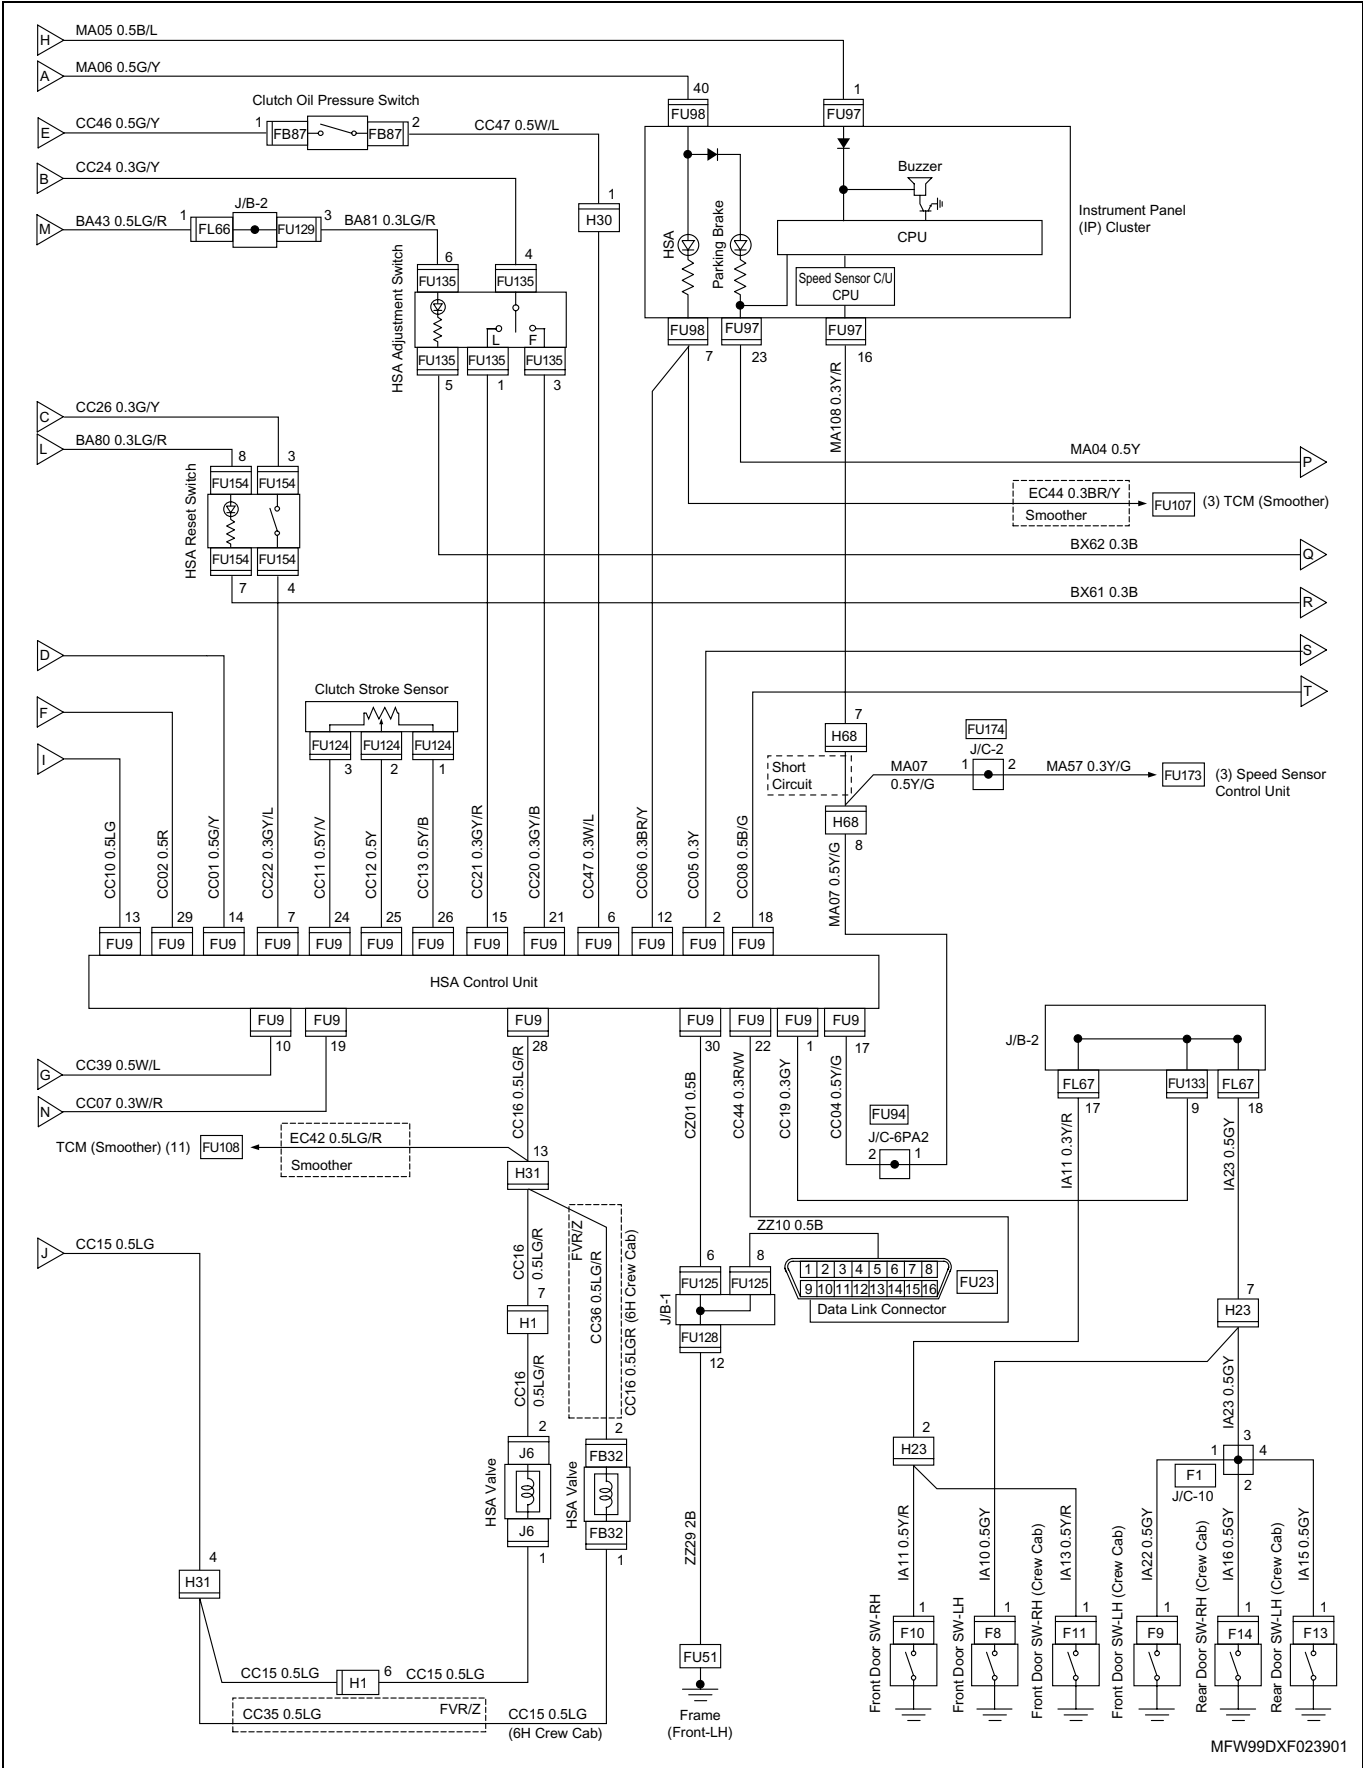 H
MA05 0.5B/L
A
MA06 0.5G/Y
40
1
Clutch Oil Pressure Switch
FU98
FU97
E
CC46 0.5G/Y
1
FB87
FB87
2
CC47 0.5W/L
B
CC24 0.3G/Y
Buzzer
J/B-2
M
BA43 0.5LG/R
1
FL66
FU129
3
BA81 0.3LG/R
1
H30
Instrument Panel
(IP) Cluster
HSA
Parking Brake
CPU
HSA Adjustment Switch
6
4
FU135
FU135
Speed Sensor C/U
CPU
L
F
FU98
FU97
FU97
7
23
16
FU135
FU135
FU135
5
1
3
MA108 0.3Y/R
C
CC26 0.3G/Y
L
BA80 0.3LG/R
MA04 0.5Y
P
HSA Reset Switch
8
3
FU154
FU154
EC44 0.3BR/Y
Smoother
FU107
(3) TCM (Smoother)
FU154
FU154
7
4
BX62 0.3B
Q
BX61 0.3B
R
D
S
Clutch Stroke Sensor
F
T
FU124
FU124
FU124
3
2
1
7
H68
FU174
J/C-2
I
Short
Circuit
MA07
0.5Y/G
1
2
MA57 0.3Y/G
FU173
(3) Speed Sensor
Control Unit
H68
8
CC10 0.5LG
CC02 0.5R
CC01 0.5G/Y
CC22 0.3GY/L
CC11 0.5Y/V
CC12 0.5Y
CC13 0.5Y/B
CC21 0.3GY/R
CC20 0.3GY/B
CC47 0.3W/L
CC06 0.3BR/Y
CC05 0.3Y
CC08 0.5B/G
MA07 0.5Y/G
13
29
14
7
24
25
26
15
21
6
12
2
18
FU9
FU9
FU9
FU9
FU9
FU9
FU9
FU9
FU9
FU9
FU9
FU9
FU9
HSA Control Unit
FU9
FU9
FU9
FU9
FU9
FU9
FU9
10
19
28
30
22
1
17
J/B-2
FL67
FU133
FL67
17
9
18
G
CC39 0.5W/L
N
CC07 0.3W/R
CC16 0.5LG/R
CZ01 0.5B
CC44 0.3R/W
CC19 0.3GY
CC04 0.5Y/G
FU94
J/C-6PA2
2
1
IA11 0.3Y/R
IA23 0.5GY
TCM (Smoother) (11)
FU108
EC42 0.5LG/R
Smoother
13
H31
J
CC15 0.5LG
CC16
0.5LG/R
FVR/Z
CC36 0.5LG/R
CC16 0.5LGR (6H Crew Cab)
ZZ10 0.5B
6
8
FU125
FU125
J/B-1
FU128
12
1 2 3 4 5 6 7 8
9 10 11 12 13 14 15 16
FU23
Data Link Connector
7
H1
7
H23
CC16
0.5LG/R
IA23 0.5GY
2
H23
2
J6
2
FB32
HSA Valve
HSA Valve
J6
FB32
1
1
3
1
4
2
F1
J/C-10
ZZ29 2B
4
H31
IA11 0.5Y/R
IA10 0.5GY
IA13 0.5Y/R
IA22 0.5GY
IA16 0.5GY
IA15 0.5GY
Front Door SW-RH
Front Door SW-LH
Front Door SW-RH (Crew Cab)
Front Door SW-LH (Crew Cab)
Rear Door SW-RH (Crew Cab)
Rear Door SW-LH (Crew Cab)
1
1
1
1
1
1
F10
F8
F11
F9
F14
F13
CC15 0.5LG
H1
6
CC15 0.5LG
FU51
CC35 0.5LG
FVR/Z
CC15 0.5LG
(6H Crew Cab)
Frame
(Front-LH)
MFW99DXF023901